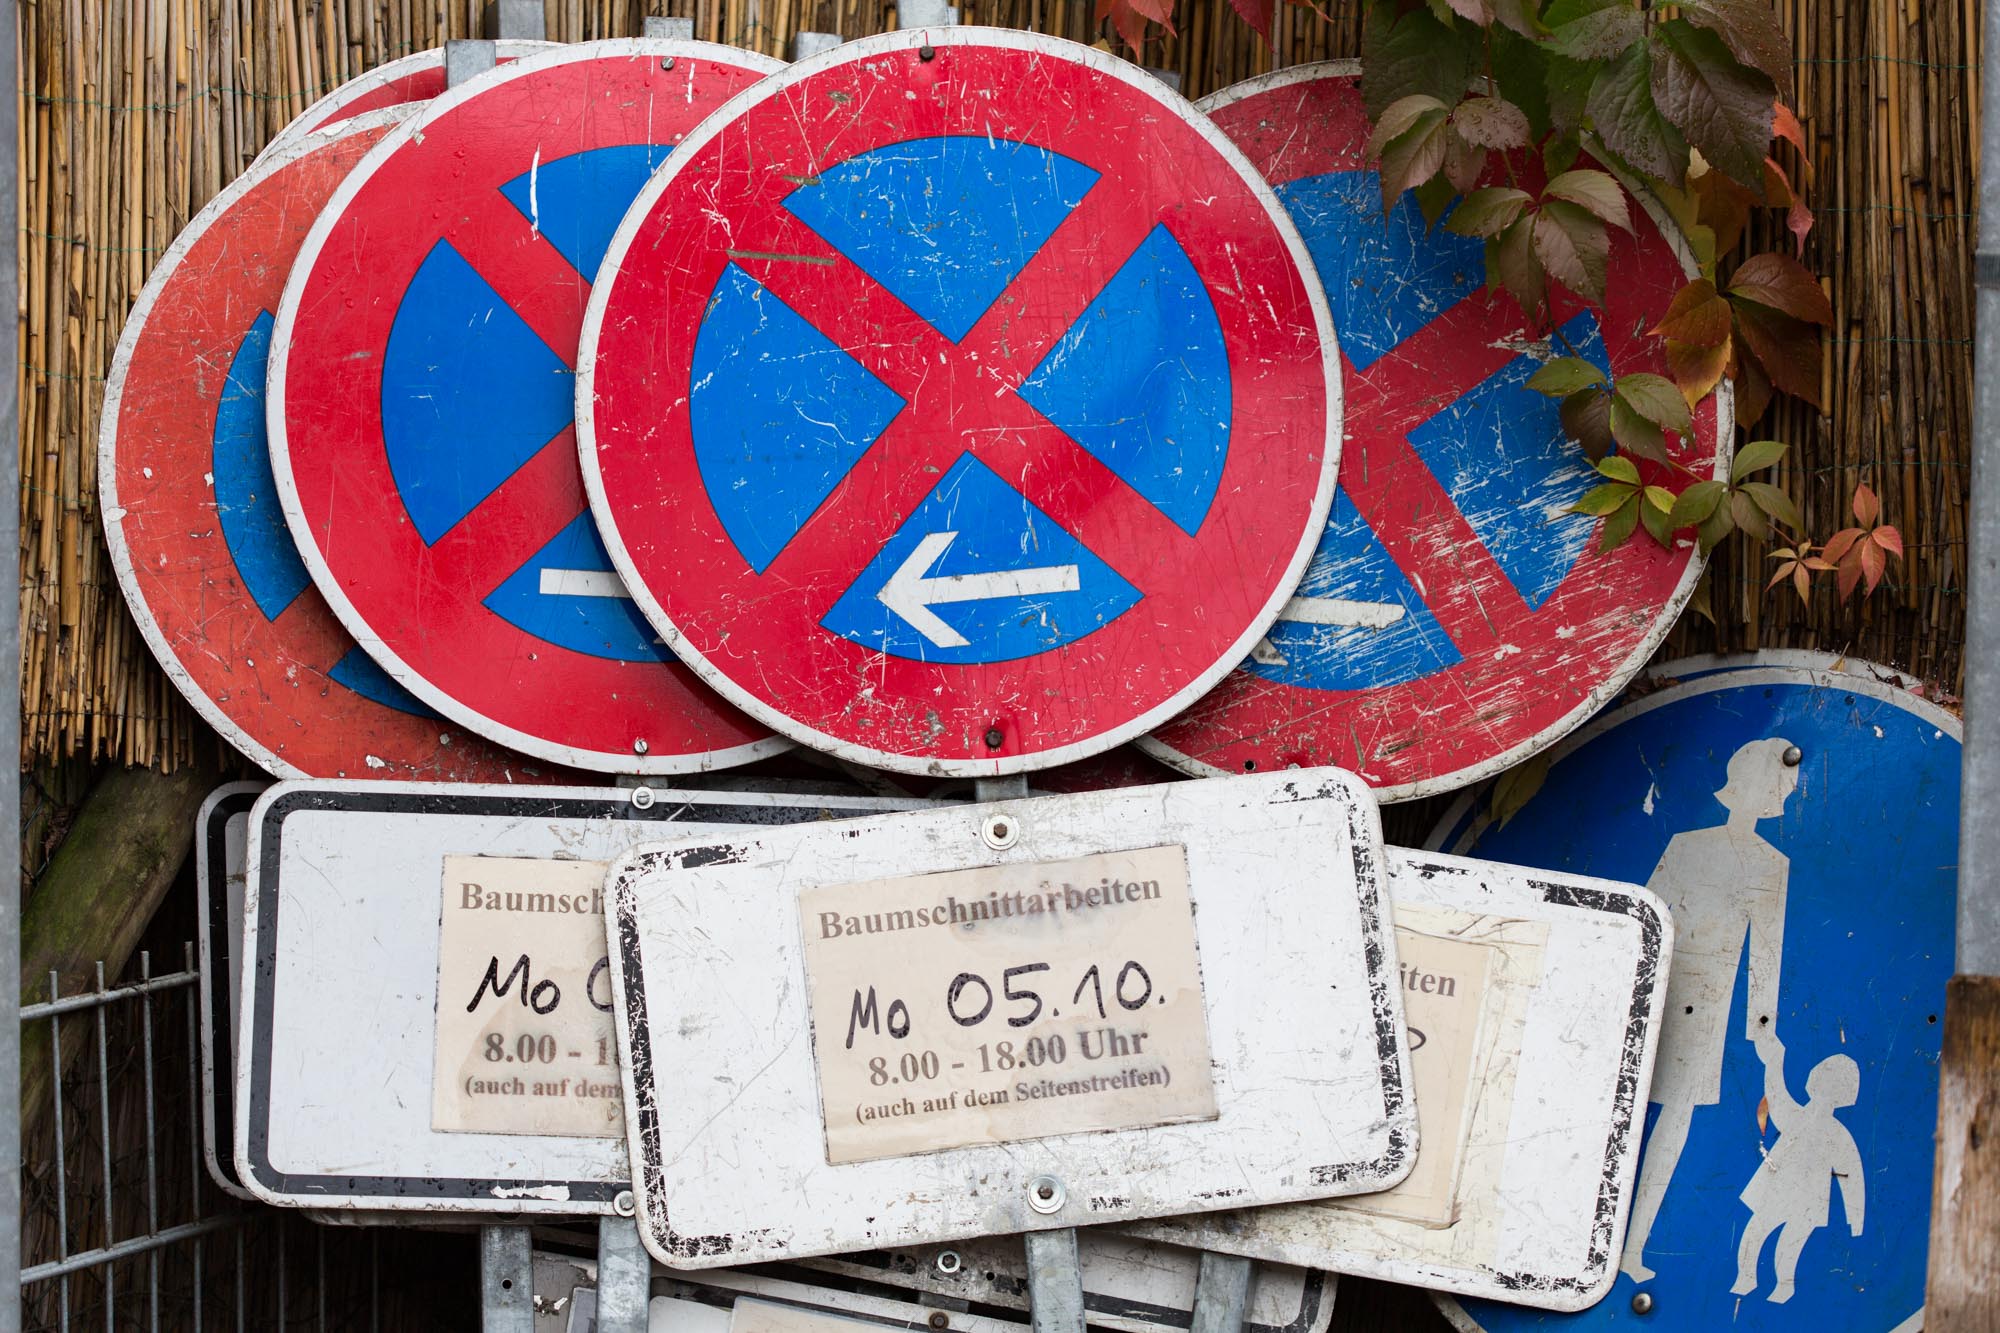 Baumsch
Mo 0
8.00 - 1
(auch auf dem
Baumschnittarbeiten
Mo 05.10.
8.00 - 18.00 Uhr
(auch auf dem Seitenstreifen)
iten